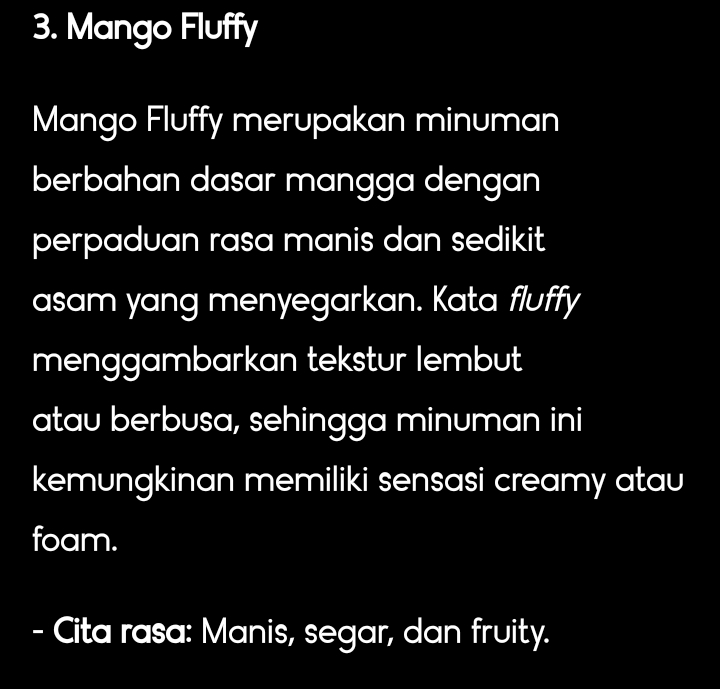 3. Mango Fluffy
Mango Fluffy merupakan minuman
berbahan dasar mangga dengan
perpaduan rasa manis dan sedikit
asam yang menyegarkan. Kata fluffy
menggambarkan tekstur lembut
atau berbusa, sehingga minuman ini
kemungkinan memiliki sensasi creamy atau
foam.
- Cita rasa: Manis, segar, dan fruity.